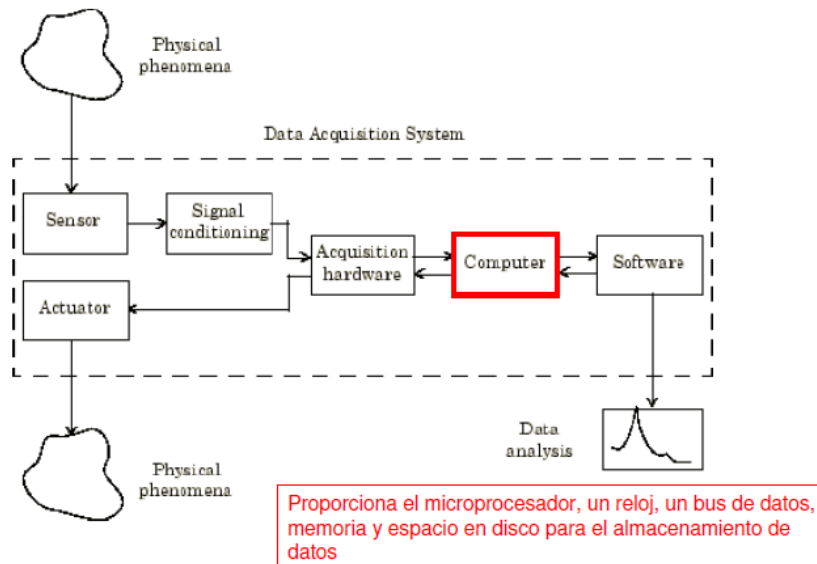 Physical
phenomena
Data Acquisition System
Sensor
Signal
conditioning
Acquisition
hardware
Computer
Software
Actuator
Data
analysis
Physical
phenomena
Proporciona el microprocesador, un reloj, un bus de datos,
memoria y espacio en disco para el almacenamiento de
datos